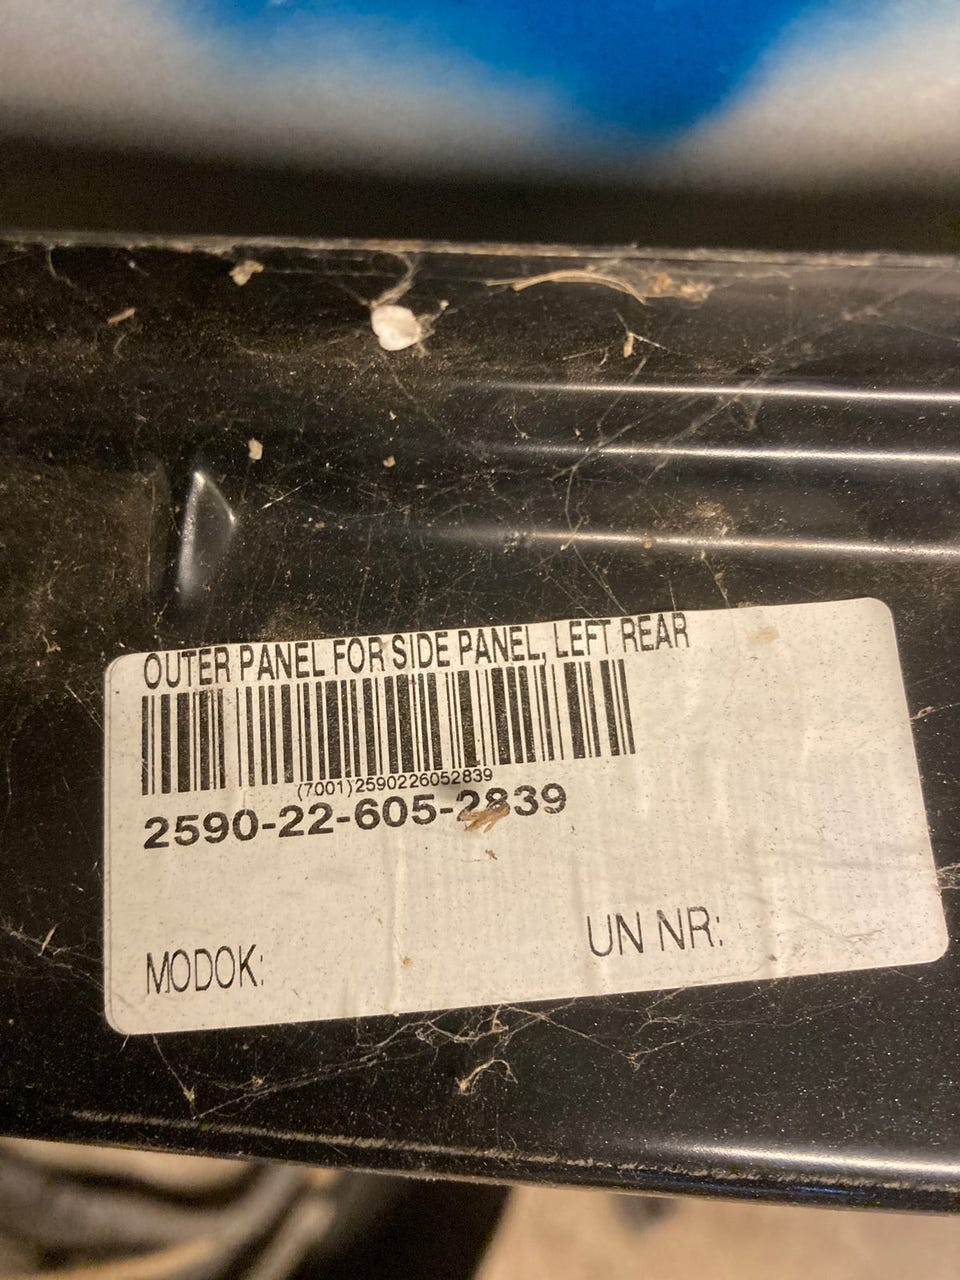 OUTER PANEL FOR SIDE PANEL, LEFT REAR
(7001)2590226052839
2590-22-605-2839
UN NR:
MODOK: